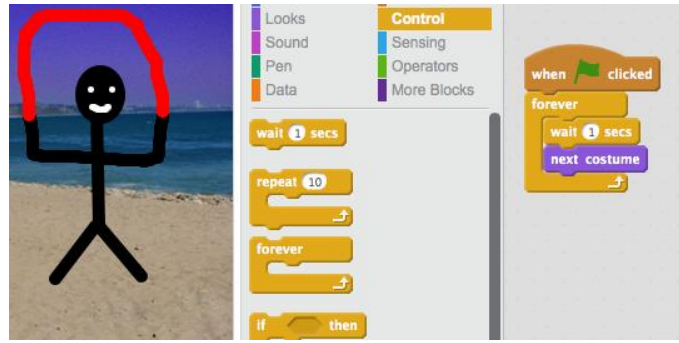 Looks
Control
Sound
Sensing
Pen
Operators
Data
More Blocks
wait 1 secs
repeat 10
forever
if then
when clicked
forever
wait 1 secs
next costume